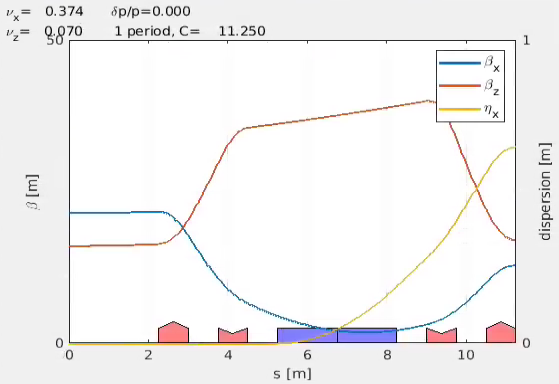 νx= 0.374 δp/p=0.000
νz= 0.070 1 period, C= 11.250
50
1
βx
βz
ηx
β [m]
dispersion [m]
0
0
0 2 4 6 8 10
s [m]